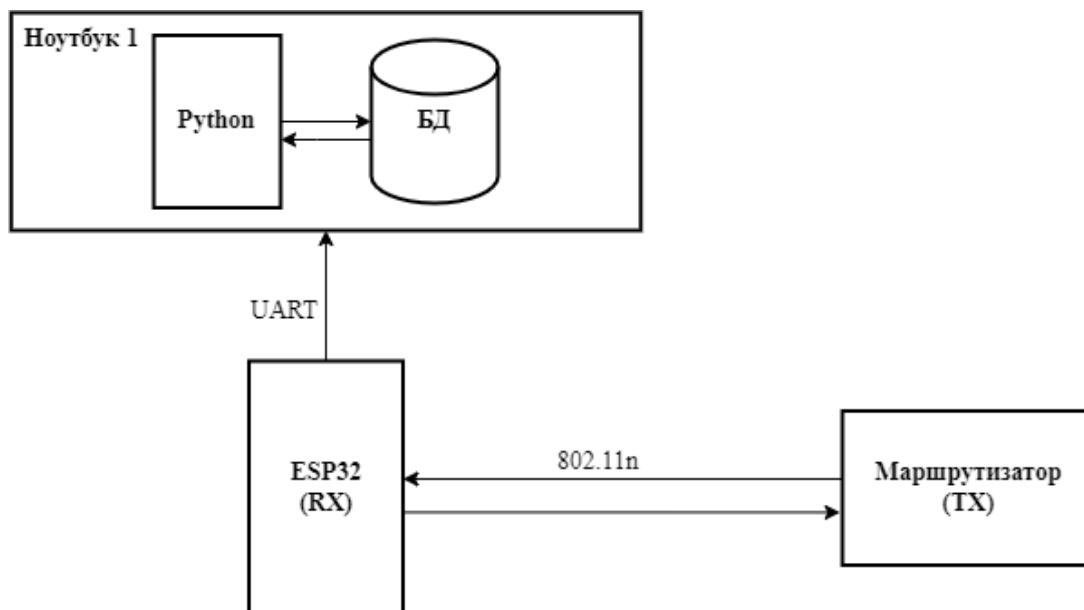 Ноутбук 1
Python
БД
UART
ESP32
(RX)
802.11n
Маршрутизатор
(TX)